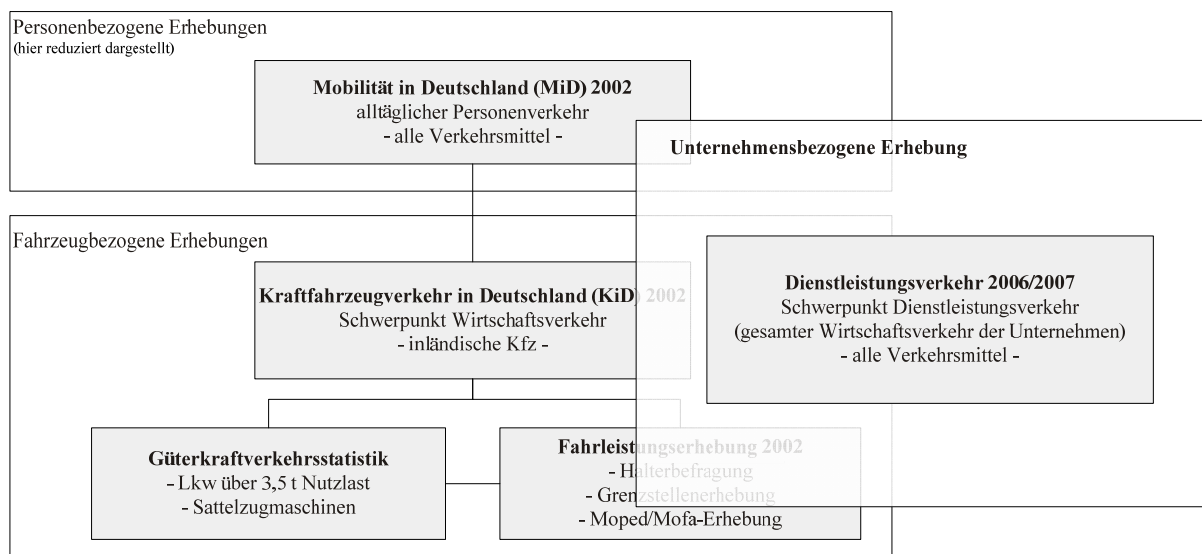 Personenbezogene Erhebungen
(hier reduziert dargestellt)
Mobilität in Deutschland (MiD) 2002
alltäglicher Personenverkehr
- alle Verkehrsmittel -
Unternehmensbezogene Erhebung
Fahrzeugbezogene Erhebungen
Kraftfahrzeugverkehr in Deutschland (KiD) 2002
Schwerpunkt Wirtschaftsverkehr
- inländische Kfz -
Dienstleistungsverkehr 2006/2007
Schwerpunkt Dienstleistungsverkehr
(gesamter Wirtschaftsverkehr der Unternehmen)
- alle Verkehrsmittel -
Güterkraftverkehrsstatistik
- Lkw über 3,5 t Nutzlast
- Sattelzugmaschinen
Fahrleistungserhebung 2002
- Halterbefragung
- Grenzstellenerhebung
- Moped/Mofa-Erhebung